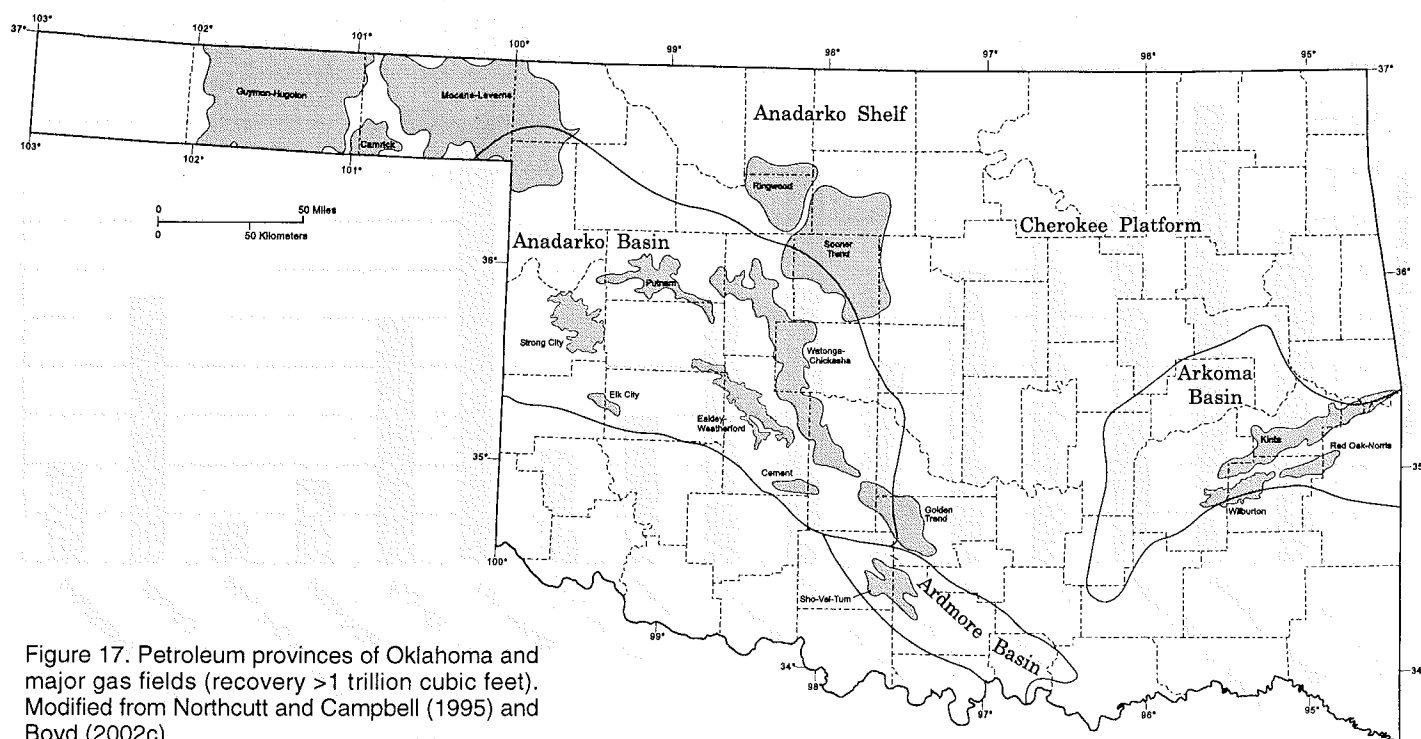 103°
37°
102°
101°
100°
99°
98°
97°
96°
95°
37°
Guymon-Hugoton
Mocane-Laverne
Camrick
103°
102°
101°
Anadarko Shelf
Ringwood
0 50 Miles
0 50 Kilometers
Cherokee Platform
Anadarko Basin
Sooner
Trend
36°
36°
Putnam
Strong City
Watonga-
Chickasha
Arkoma
Basin
Elk City
Eakley-
Weatherford
Kinta
Red Oak-Norris
35°
35°
Cement
Wilburton
Golden
Trend
100°
Sho-Vel-Tum
Ardmore Basin
99°
34°
98°
97°
96°
95°
34°
Figure 17. Petroleum provinces of Oklahoma and
major gas fields (recovery >1 trillion cubic feet).
Modified from Northcutt and Campbell (1995) and
Boyd (2002c)